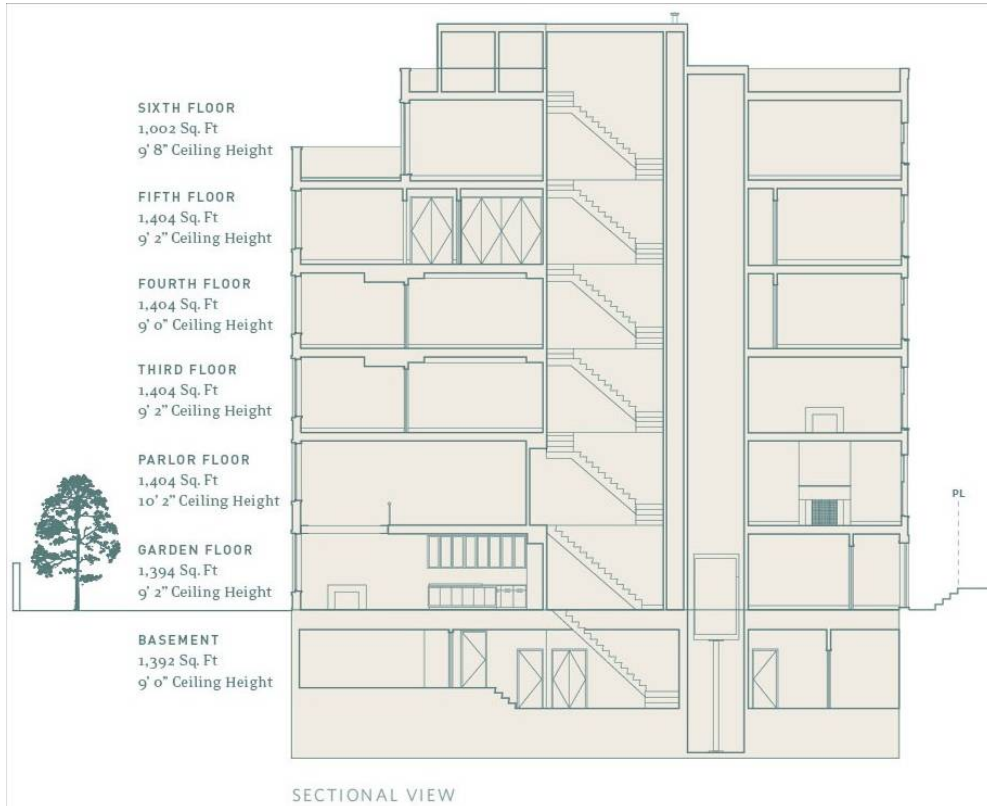 SIXTH FLOOR
1,002 Sq. Ft
9' 8" Ceiling Height
FIFTH FLOOR
1,404 Sq. Ft
9' 2" Ceiling Height
FOURTH FLOOR
1,404 Sq. Ft
9' 0" Ceiling Height
THIRD FLOOR
1,404 Sq. Ft
9' 2" Ceiling Height
PARLOR FLOOR
1,404 Sq. Ft
10' 2" Ceiling Height
PL
GARDEN FLOOR
1,394 Sq. Ft
9' 2" Ceiling Height
BASEMENT
1,392 Sq. Ft
9' 0" Ceiling Height
SECTIONAL VIEW